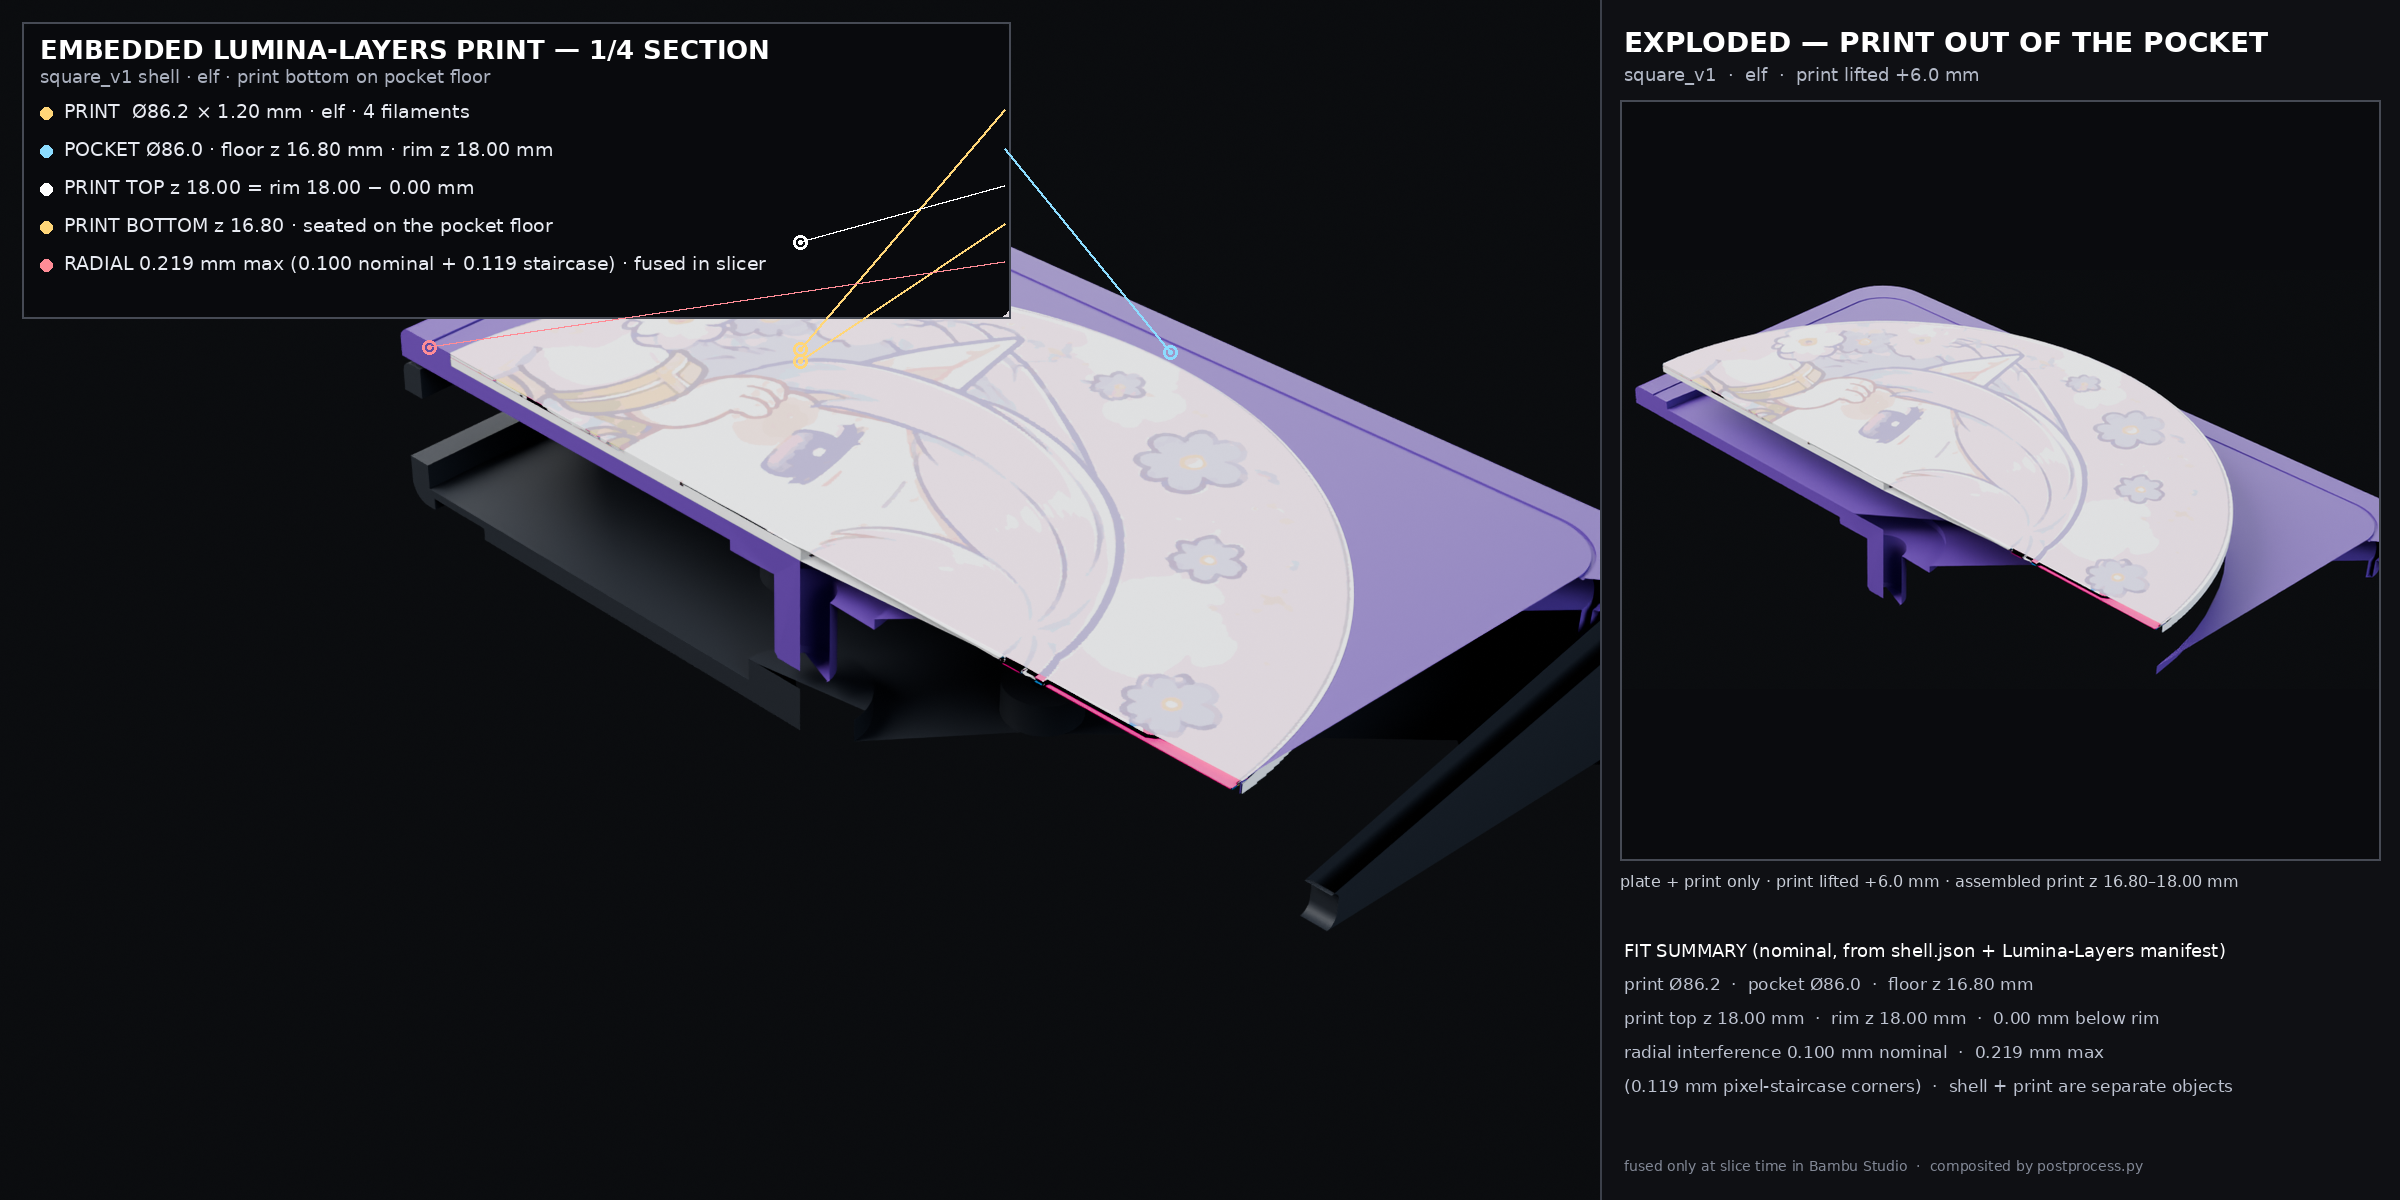 EMBEDDED LUMINA-LAYERS PRINT — 1/4 SECTION
square_v1 shell · elf · print bottom on pocket floor
PRINT  Ø86.2 × 1.20 mm · elf · 4 filaments
POCKET Ø86.0 · floor z 16.80 mm · rim z 18.00 mm
PRINT TOP z 18.00 = rim 18.00 − 0.00 mm
PRINT BOTTOM z 16.80 · seated on the pocket floor
RADIAL 0.219 mm max (0.100 nominal + 0.119 staircase) · fused in slicer
EXPLODED — PRINT OUT OF THE POCKET
square_v1  ·  elf  ·  print lifted +6.0 mm
plate + print only · print lifted +6.0 mm · assembled print z 16.80–18.00 mm
FIT SUMMARY (nominal, from shell.json + Lumina-Layers manifest)
print Ø86.2  ·  pocket Ø86.0  ·  floor z 16.80 mm
print top z 18.00 mm  ·  rim z 18.00 mm  ·  0.00 mm below rim
radial interference 0.100 mm nominal  ·  0.219 mm max
(0.119 mm pixel-staircase corners)  ·  shell + print are separate objects
fused only at slice time in Bambu Studio  ·  composited by postprocess.py